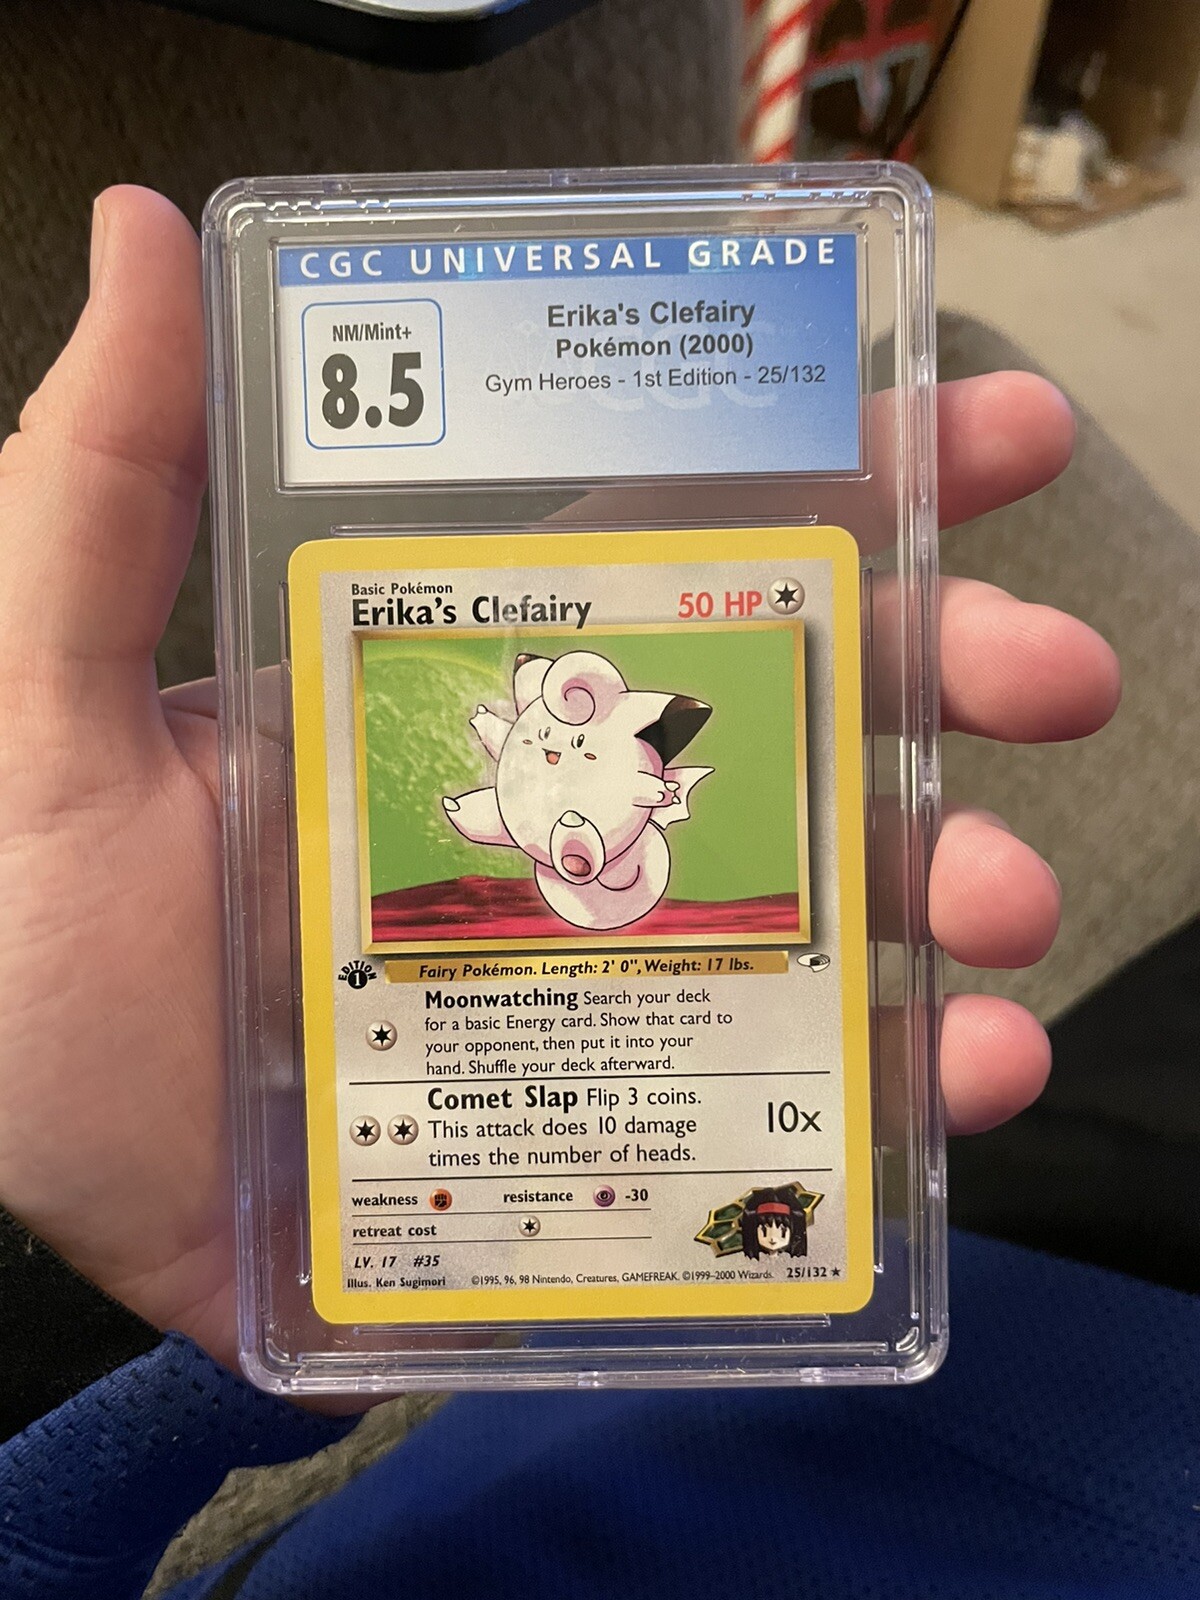 CGC UNIVERSAL GRADE
NM/Mint+
8.5
Erika's Clefairy
Pokémon (2000)
Gym Heroes - 1st Edition - 25/132
Basic Pokémon
Erika's Clefairy 50 HP
EDITION
1
Fairy Pokémon. Length: 2' 0", Weight: 17 lbs.
Moonwatching Search your deck
for a basic Energy card. Show that card to
your opponent, then put it into your
hand. Shuffle your deck afterward.
Comet Slap Flip 3 coins.
This attack does 10 damage
times the number of heads.
10x
weakness resistance -30
retreat cost
LV. 17 #35
Illus. Ken Sugimori ©1995, 96, 98 Nintendo, Creatures, GAMEFREAK. ©1999–2000 Wizards. 25/132 ★